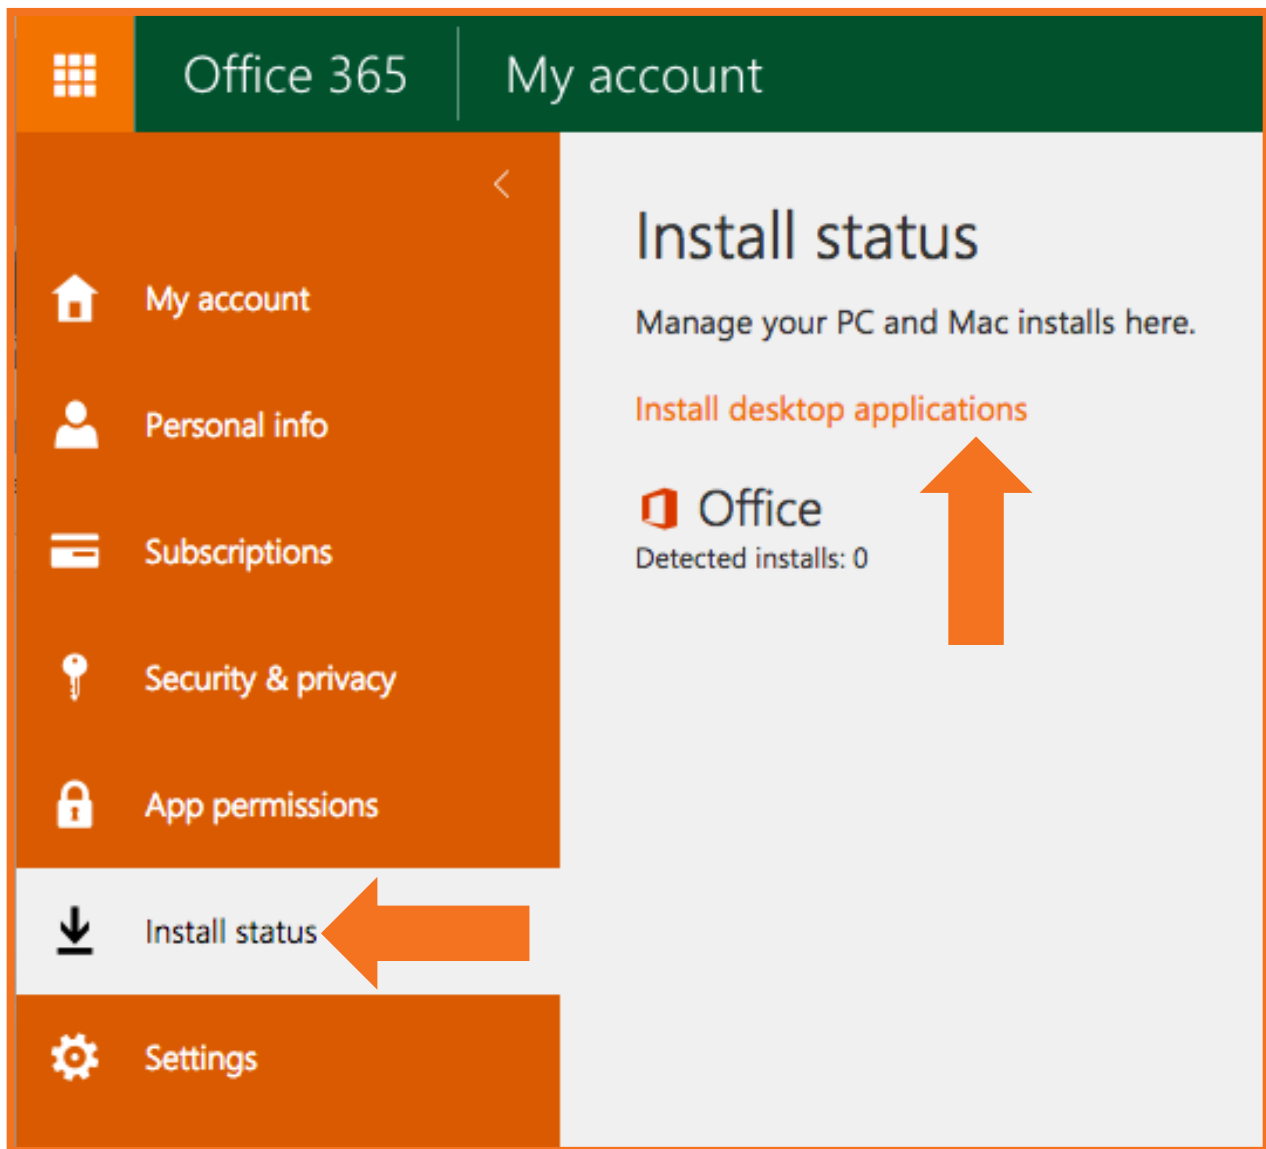 Office 365
My account
My account
Personal info
Subscriptions
Security & privacy
App permissions
Install status
Settings
Install status
Manage your PC and Mac installs here.
Install desktop applications
Office
Detected installs: 0